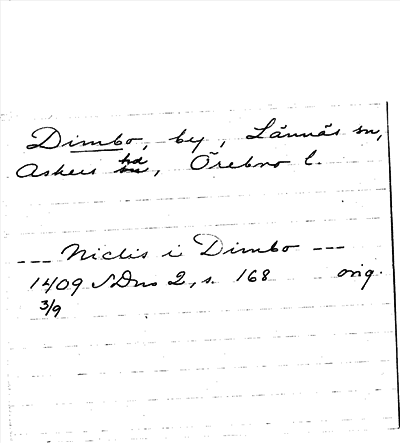 Dimbo, by, Lännäs sn,
Askers hd, Örebro l.
--- Niclis i Dimbo ---
1409 SDns 2, s. 168 orig.
3/9